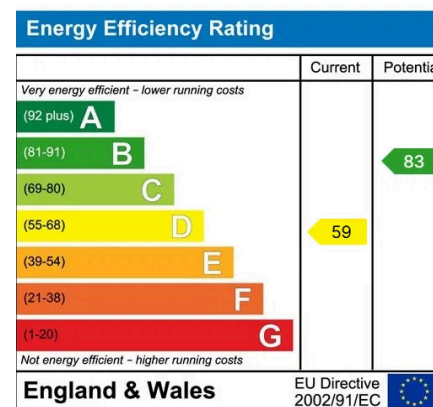 Energy Efficiency Rating
Current Potentia
Very energy efficient – lower running costs
(92 plus) A
(81-91) B
83
(69-80) C
(55-68) D
59
(39-54) E
(21-38) F
(1-20) G
Not energy efficient – higher running costs
England & Wales
EU Directive
2002/91/EC